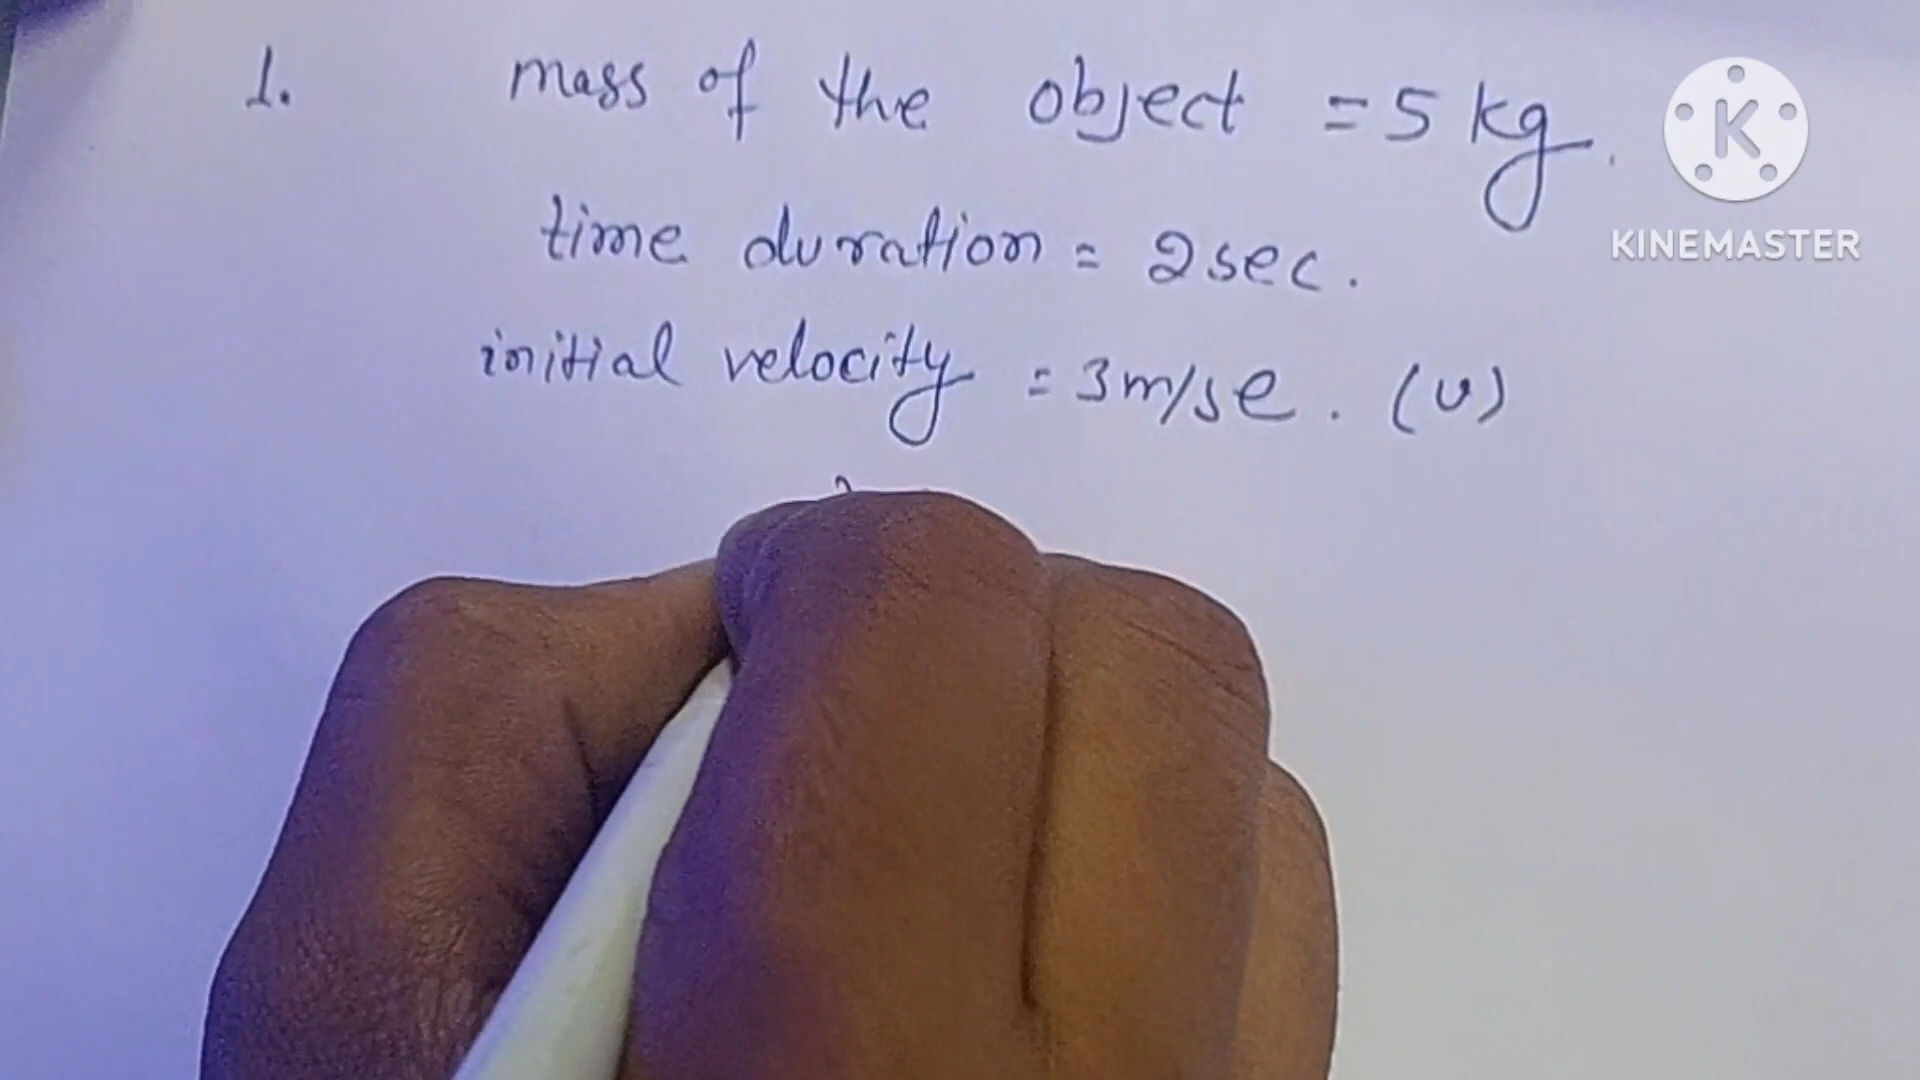 1. mass of the object = 5 kg.
time duration = 2 sec.
initial velocity = 3 m/se. (u)
K
KINEMASTER